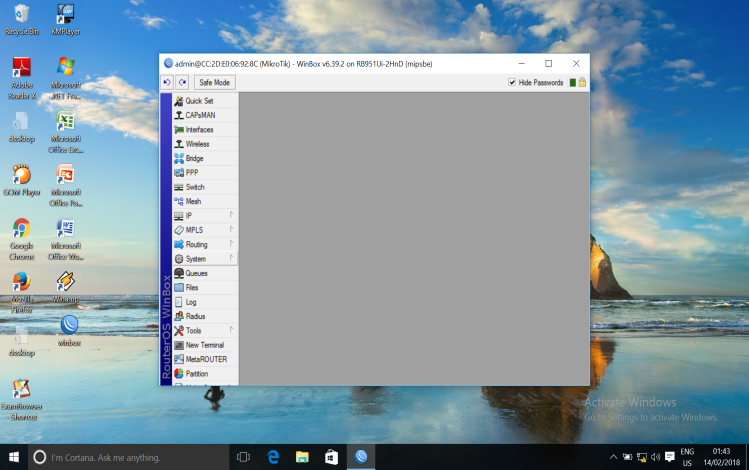 Recycle Bin
KMPlayer
Adobe
Reader X
Microsoft
.NET Fra...
desktop
Microsoft
Office Exc...
GOM Player
Microsoft
Office Po...
Google
Chrome
Microsoft
Office Wo...
Mozilla
Firefox
Winamp
desktop
winbox
ExamBrowser
- Shortcut
admin@CC:2D:E0:06:92:8C (MikroTik) - WinBox v6.39.2 on RB951Ui-2HnD (mipsbe)
Safe Mode
Hide Passwords
Quick Set
CAPsMAN
Interfaces
Wireless
Bridge
PPP
Switch
Mesh
IP
MPLS
Routing
System
Queues
Files
Log
Radius
Tools
New Terminal
MetaROUTER
Partition
RouterOS WinBox
Activate Windows
Go to Settings to activate Windows.
I'm Cortana. Ask me anything.
ENG
US
01:43
14/02/2018